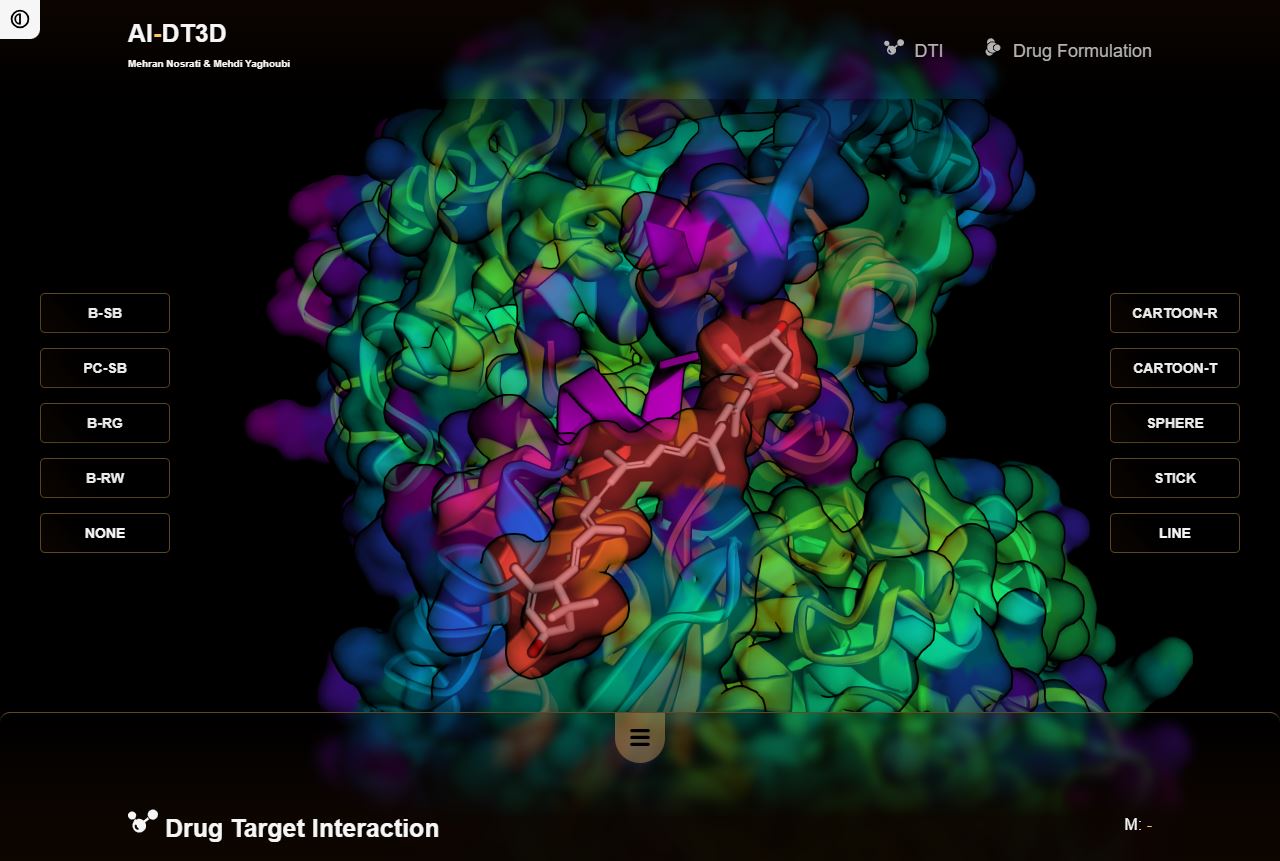 AI-DT3D
Mehran Nosrati & Mehdi Yaghoubi
DTI
Drug Formulation
B-SB
PC-SB
B-RG
B-RW
NONE
CARTOON-R
CARTOON-T
SPHERE
STICK
LINE
Drug Target Interaction
M: -